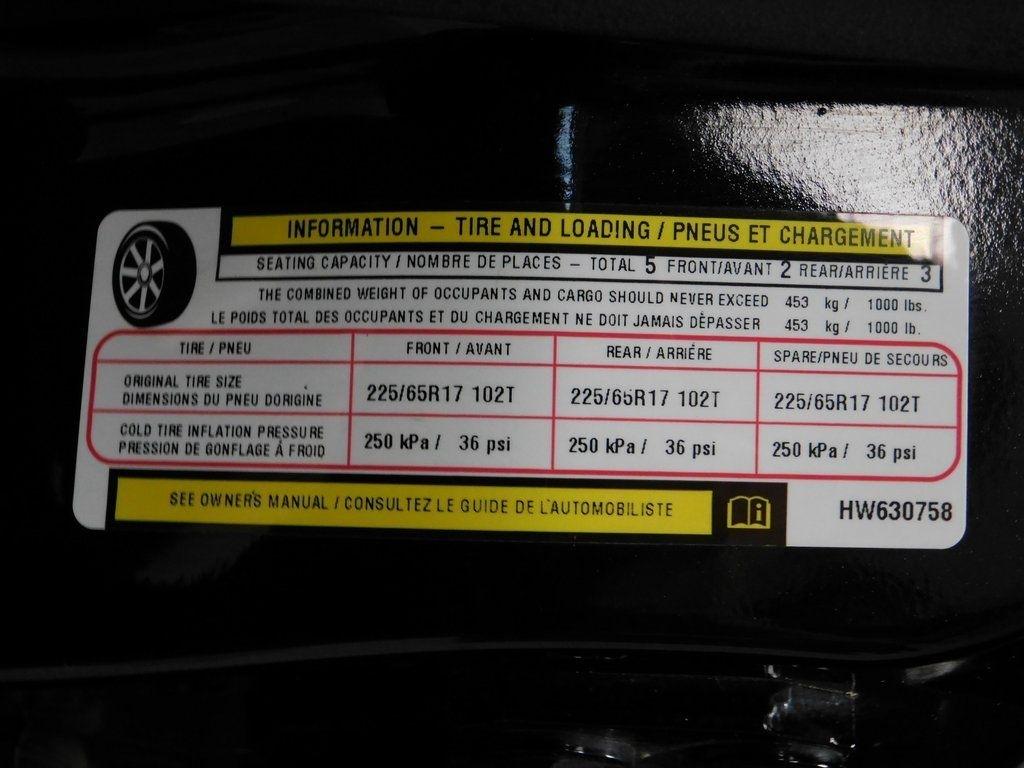 INFORMATION – TIRE AND LOADING / PNEUS ET CHARGEMENT
SEATING CAPACITY / NOMBRE DE PLACES – TOTAL 5 FRONT/AVANT 2 REAR/ARRIÈRE 3
THE COMBINED WEIGHT OF OCCUPANTS AND CARGO SHOULD NEVER EXCEED 453 kg / 1000 lbs.
LE POIDS TOTAL DES OCCUPANTS ET DU CHARGEMENT NE DOIT JAMAIS DÉPASSER 453 kg / 1000 lb.
TIRE / PNEU FRONT / AVANT REAR / ARRIÉRE SPARE/PNEU DE SECOURS
ORIGINAL TIRE SIZE
DIMENSIONS DU PNEU DORIGINE 225/65R17 102T 225/65R17 102T 225/65R17 102T
COLD TIRE INFLATION PRESSURE
PRESSION DE GONFLAGE À FROID 250 kPa / 36 psi 250 kPa / 36 psi 250 kPa / 36 psi
SEE OWNER'S MANUAL / CONSULTEZ LE GUIDE DE L'AUTOMOBILISTE
HW630758